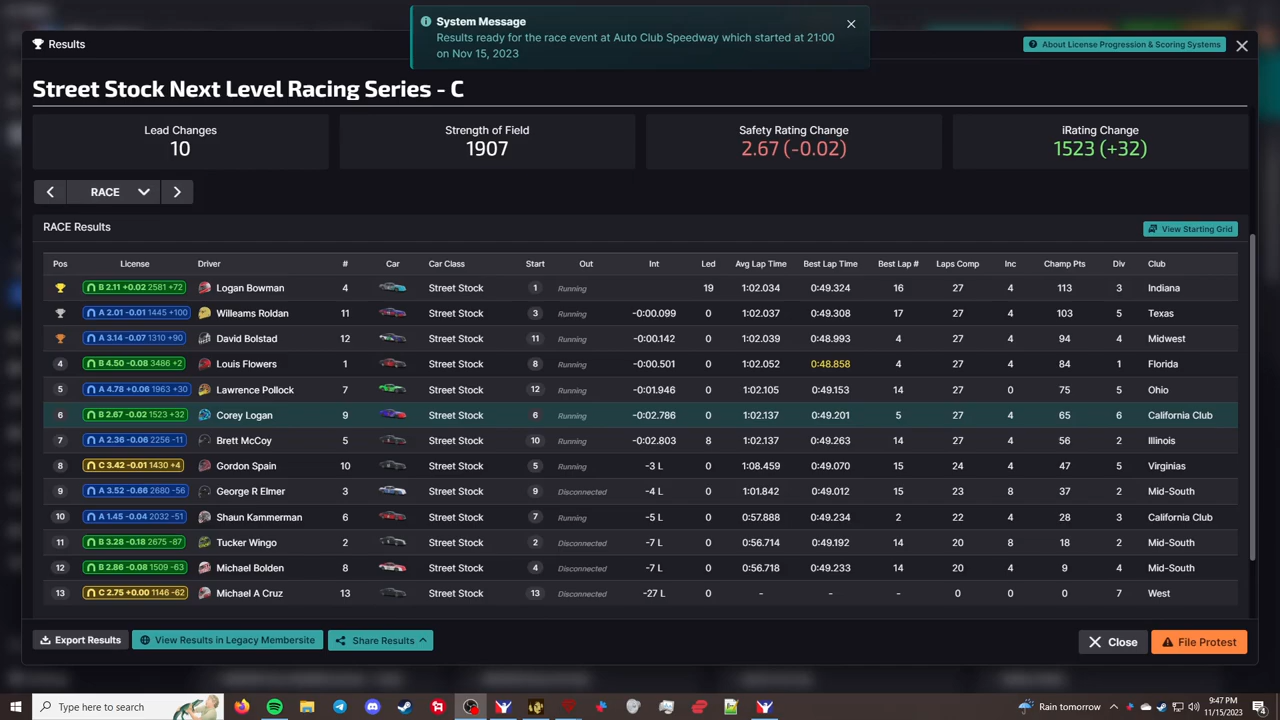 System Message
Results ready for the race event at Auto Club Speedway which started at 21:00
on Nov 15, 2023
Results
About License Progression & Scoring Systems
Street Stock Next Level Racing Series - C
Lead Changes Strength of Field Safety Rating Change iRating Change
10 1907 2.67 (-0.02) 1523 (+32)
RACE
RACE Results
View Starting Grid
Pos License Driver # Car Car Class Start Out Int Led Avg Lap Time Best Lap Time Best Lap # Laps Comp Inc Champ Pts Div Club
B 2.11 +0.02 2581 +72 Logan Bowman 4 Street Stock 1 Running 19 1:02.034 0:49.324 16 27 4 113 3 Indiana
A 2.01 -0.01 1445 +100 Willeams Roldan 11 Street Stock 3 Running -0:00.099 0 1:02.037 0:49.308 17 27 4 103 5 Texas
A 3.14 -0.07 1310 +90 David Bolstad 12 Street Stock 11 Running -0:00.142 0 1:02.039 0:48.993 4 27 4 94 4 Midwest
4 B 4.50 -0.08 3486 +2 Louis Flowers 1 Street Stock 8 Running -0:00.501 0 1:02.052 0:48.858 4 27 4 84 1 Florida
5 A 4.78 +0.06 1963 +30 Lawrence Pollock 7 Street Stock 12 Running -0:01.946 0 1:02.105 0:49.153 14 27 0 75 5 Ohio
6 B 2.67 -0.02 1523 +32 Corey Logan 9 Street Stock 6 Running -0:02.786 0 1:02.137 0:49.201 5 27 4 65 6 California Club
7 A 2.36 -0.06 2256 -11 Brett McCoy 5 Street Stock 10 Running -0:02.803 8 1:02.137 0:49.263 14 27 4 56 2 Illinois
8 C 3.42 -0.01 1430 +4 Gordon Spain 10 Street Stock 5 Running -3 L 0 1:08.459 0:49.070 15 24 4 47 5 Virginias
9 A 3.52 -0.66 2680 -56 George R Elmer 3 Street Stock 9 Disconnected -4 L 0 1:01.842 0:49.012 15 23 8 37 2 Mid-South
10 A 1.45 -0.04 2032 -51 Shaun Kammerman 6 Street Stock 7 Running -5 L 0 0:57.888 0:49.234 2 22 4 28 3 California Club
11 B 3.28 -0.18 2675 -87 Tucker Wingo 2 Street Stock 2 Disconnected -7 L 0 0:56.714 0:49.192 14 20 8 18 2 Mid-South
12 B 2.86 -0.08 1509 -63 Michael Bolden 8 Street Stock 4 Disconnected -7 L 0 0:56.718 0:49.233 14 20 4 9 4 Mid-South
13 C 2.75 +0.00 1146 -62 Michael A Cruz 13 Street Stock 13 Disconnected -27 L 0 - - - 0 0 0 7 West
Export Results View Results in Legacy Membersite Share Results Close File Protest
Type here to search Rain tomorrow 9:47 PM
11/15/2023